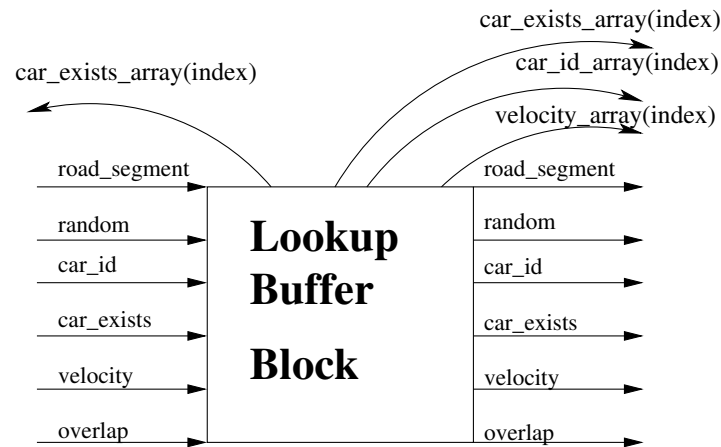 car_exists_array(index)
car_exists_array(index)
car_id_array(index)
velocity_array(index)
road_segment
random
car_id
car_exists
velocity
overlap
Lookup
Buffer
Block
road_segment
random
car_id
car_exists
velocity
overlap